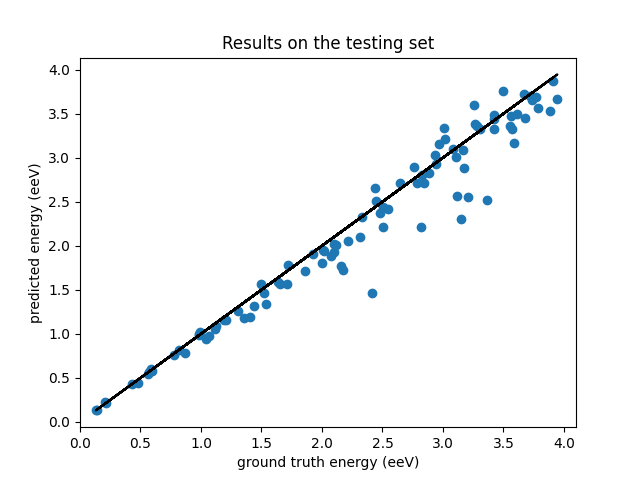 Results on the testing set
4.0
3.5
3.0
2.5
2.0
1.5
1.0
0.5
0.0
predicted energy (eeV)
0.0 0.5 1.0 1.5 2.0 2.5 3.0 3.5 4.0
ground truth energy (eeV)